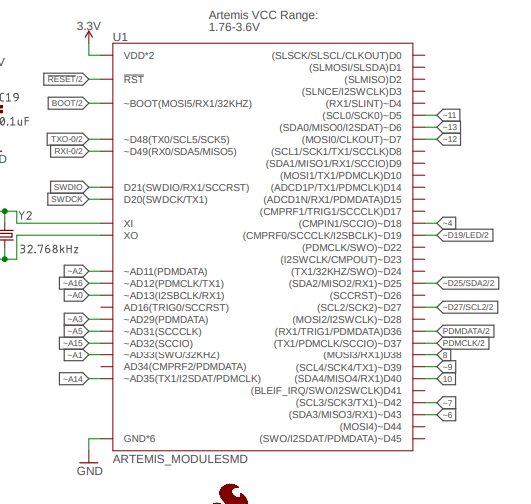 Artemis VCC Range:
1.76-3.6V
3.3V
U1
VDD*2
(SLSCK/SLSCL/CLKOUT)D0
(SLMOSI/SLSDA)D1
RESET/2
RST
(SLMISO)D2
(SLNCE/I2SWCLK)D3
C19
BOOT/2
~BOOT(MOSI5/RX1/32KHZ)
(RX1/SLINT)~D4
0.1uF
(SCL0/SCK0)~D5
~11
(SDA0/MISO0/I2SDAT)~D6
~13
TXO-0/2
~D48(TX0/SCL5/SCK5)
(MOSI0/CLKOUT)~D7
~12
RXI-0/2
~D49(RX0/SDA5/MISO5)
(SCL1/SCK1/TX1/SCCLK)D8
(SDA1/MISO1/RX1/SCCIO)D9
(MOSI1/TX1/PDMCLK)D10
SWDIO
D21(SWDIO/RX1/SCCRST)
(ADCD1P/TX1/PDMCLK)D14
SWDCK
D20(SWDCK/TX1)
(ADCD1N/RX1/PDMCLK)D15
(CMPRF1/TRIG1/SCCCLK)D17
Y2
XI
(CMPIN1/SCCIO)~D18
~4
XO
(CMPRF0/SCCCLK/I2SBCLK)~D19
~D19/LED/2
32.768kHz
(PDMCLK/SWO)~D22
(I2SWCLK/CMPOUT)~D23
~A2
~AD11(PDMDATA)
(TX1/32KHZ/SWO)~D24
~A16
~AD12(PDMCLK/TX1)
(SDA2/MISO2/RX1)~D25
~D25/SDA2/2
~A0
~AD13(I2SBCLK/RX1)
(SCCRST)~D26
AD16(TRIG0/SCCRST)
(SCL2/SCK2)~D27
~D27/SCL2/2
~A3
~AD29(PDMDATA)
(MOSI2/I2SWCLK)~D28
~A5
~AD31(SCCCLK)
(RX1/TRIG1/PDMDATA)D36
PDMDATA/2
~A15
~AD32(SCCIO)
(TX1/PDMCLK/SCCIO)~D37
PDMCLK/2
~A1
~AD33(SWO/32KHZ)
(MOSI3/RX1)D38
8
AD34(CMPRF2/PDMDATA)
(SCL4/SCK4/TX1)~D39
~9
~A14
~AD35(TX1/I2SDAT/PDMCLK)
(SDA4/MISO4/RX1)D40
10
(BLEIF_IRQ/SWO/I2SWCLK)D41
(SCL3/SCK3/TX1)~D42
~7
(SDA3/MISO3/RX1)~D43
~6
(MOSI4)~D44
GND*6
(SWO/I2SDAT/PDMDATA)~D45
GND
ARTEMIS_MODULESMD